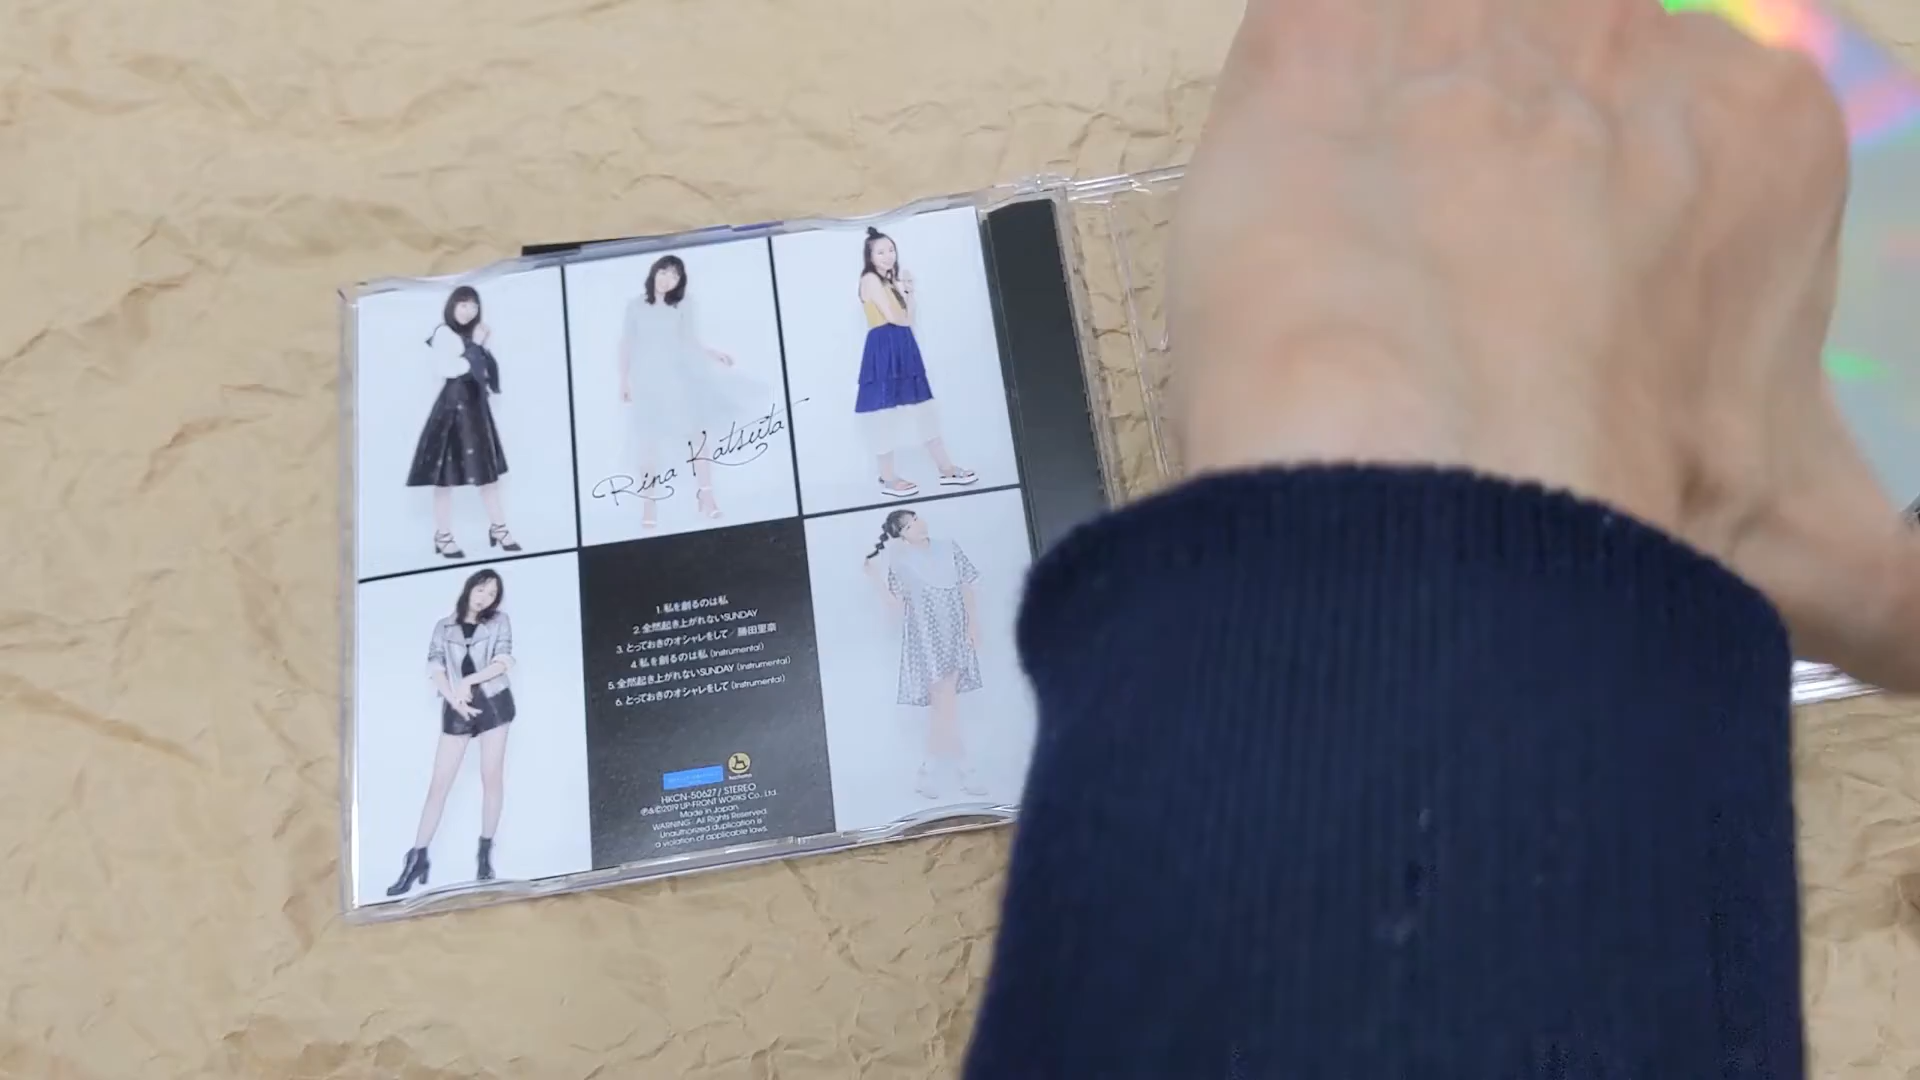 Rina Katsuta
1. 私を創るのは私
2. 全然起き上がれないSUNDAY
3. とっておきのオシャレをして／勝田里奈
4. 私を創るのは私 (Instrumental)
5. 全然起き上がれないSUNDAY (Instrumental)
6. とっておきのオシャレをして (Instrumental)
hachama
HKCN-50627 / STEREO
℗&©2019 UP-FRONT WORKS Co., Ltd.
Made in Japan.
WARNING : All Rights Reserved.
Unauthorized duplication is
a violation of applicable laws.